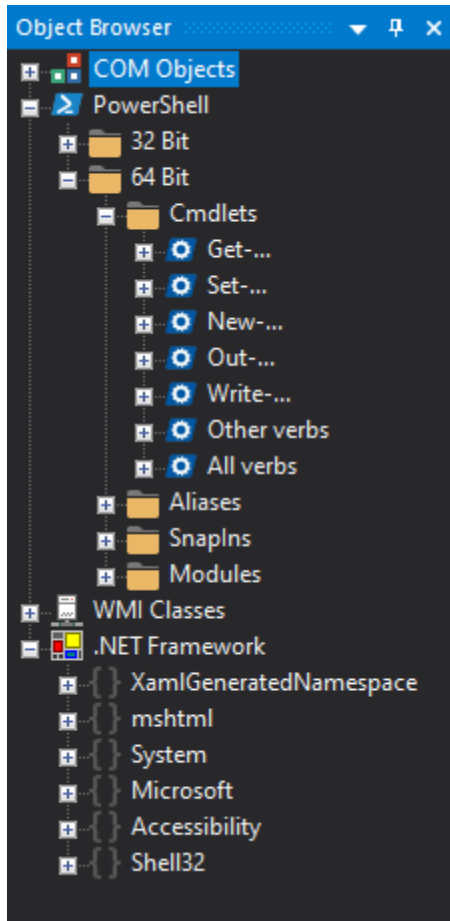 Object Browser
COM Objects
PowerShell
32 Bit
64 Bit
Cmdlets
Get-...
Set-...
New-...
Out-...
Write-...
Other verbs
All verbs
Aliases
SnapIns
Modules
WMI Classes
.NET Framework
XamlGeneratedNamespace
mshtml
System
Microsoft
Accessibility
Shell32